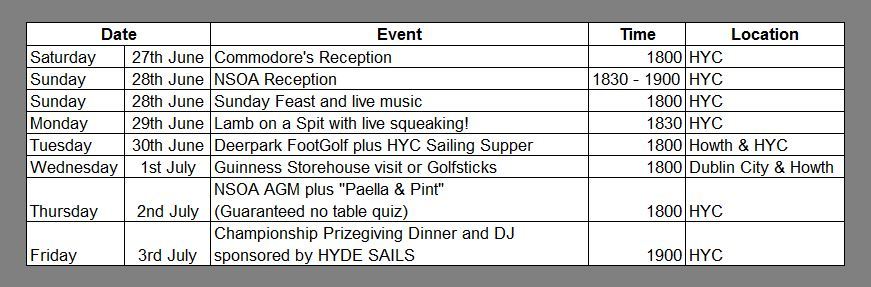 Date Event Time Location
Saturday 27th June Commodore's Reception 1800 HYC
Sunday 28th June NSOA Reception 1830 - 1900 HYC
Sunday 28th June Sunday Feast and live music 1800 HYC
Monday 29th June Lamb on a Spit with live squeaking! 1830 HYC
Tuesday 30th June Deerpark FootGolf plus HYC Sailing Supper 1800 Howth & HYC
Wednesday 1st July Guinness Storehouse visit or Golfsticks 1800 Dublin City & Howth
NSOA AGM plus "Paella & Pint"
Thursday 2nd July (Guaranteed no table quiz) 1800 HYC
Championship Prizegiving Dinner and DJ
Friday 3rd July sponsored by HYDE SAILS 1900 HYC